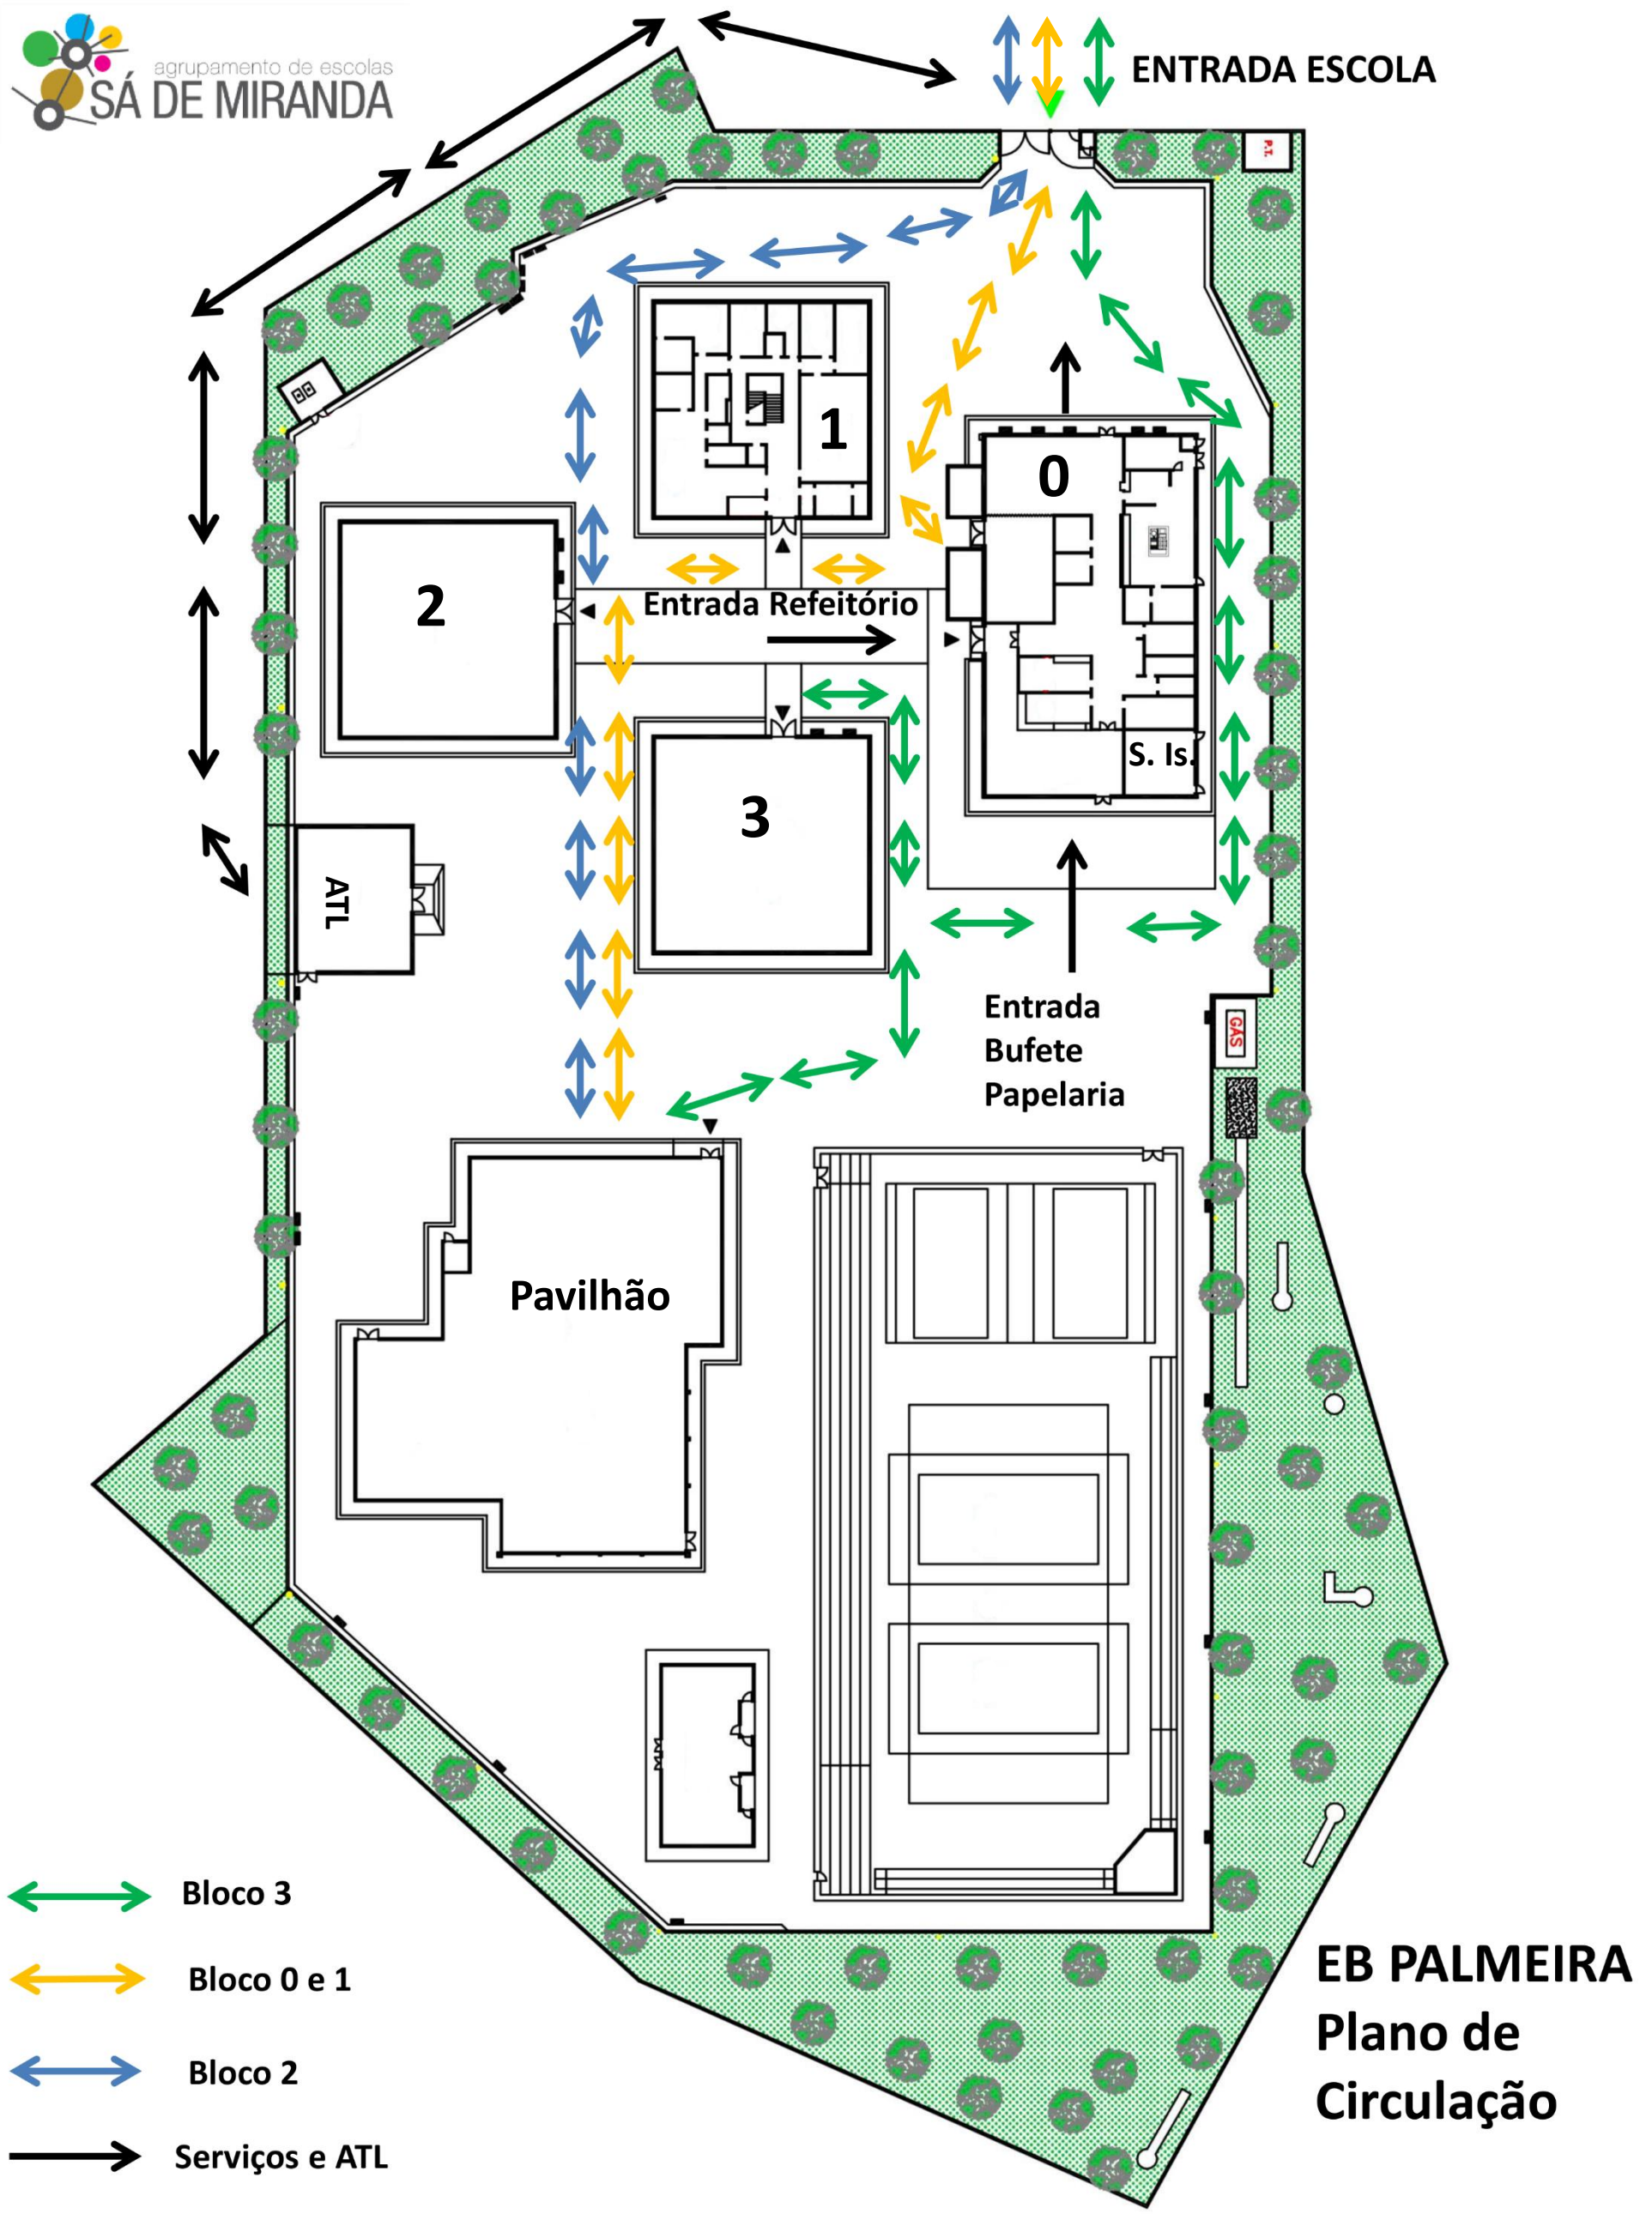 agrupamento de escolas
SÁ DE MIRANDA
ENTRADA ESCOLA
P.T.
1
0
2
Entrada Refeitório
S. Is.
3
ATL
Entrada
Bufete
Papelaria
GÁS
Pavilhão
Bloco 3
Bloco 0 e 1
Bloco 2
Serviços e ATL
EB PALMEIRA
Plano de
Circulação